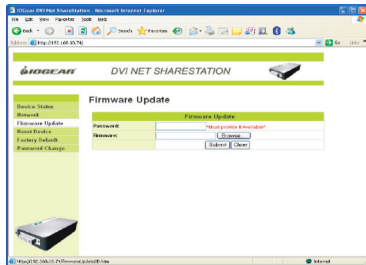 IOGear DVI Net ShareStation - Microsoft Internet Explorer
File Edit View Favorites Tools Help
Back Search Favorites
Address Go
IOGEAR DVI NET SHARESTATION
Firmware Update
Device Status
Network
Firmware Update
Reset Device
Factory Default
Password Change
Firmware Update
Password: *Must provide if Available*
Firmware: Browse...
Submit Clear
Internet